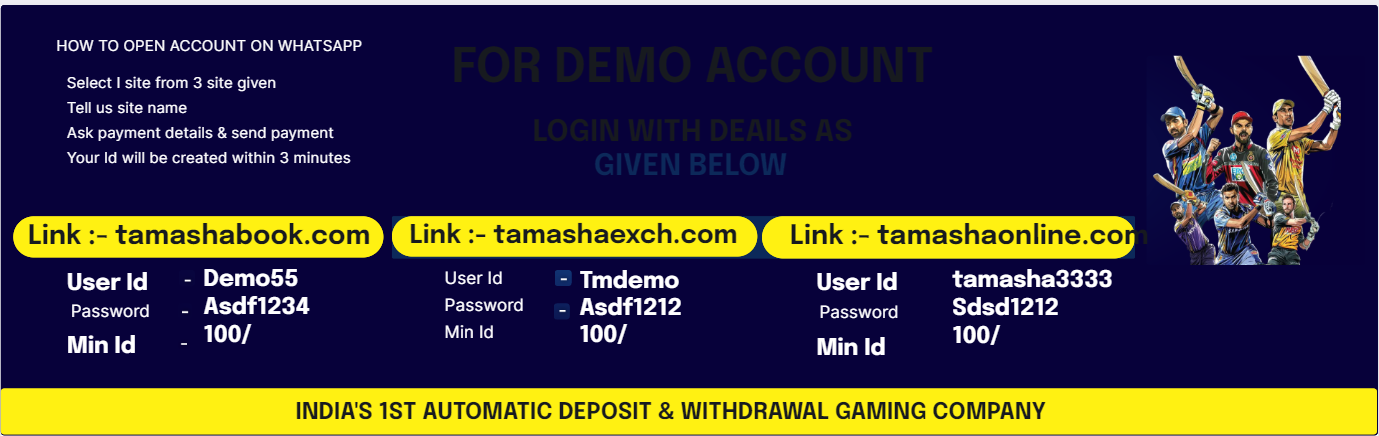 HOW TO OPEN ACCOUNT ON WHATSAPP
Select I site from 3 site given
Tell us site name
Ask payment details & send payment
Your Id will be created within 3 minutes
FOR DEMO ACCOUNT
LOGIN WITH DEAILS AS
GIVEN BELOW
Link :- tamashabook.com
User Id - Demo55
Password - Asdf1234
Min Id - 100/
Link :- tamashaexch.com
User Id - Tmdemo
Password - Asdf1212
Min Id 100/
Link :- tamashaonline.com
User Id tamasha3333
Password Sdsd1212
Min Id 100/
INDIA'S 1ST AUTOMATIC DEPOSIT & WITHDRAWAL GAMING COMPANY